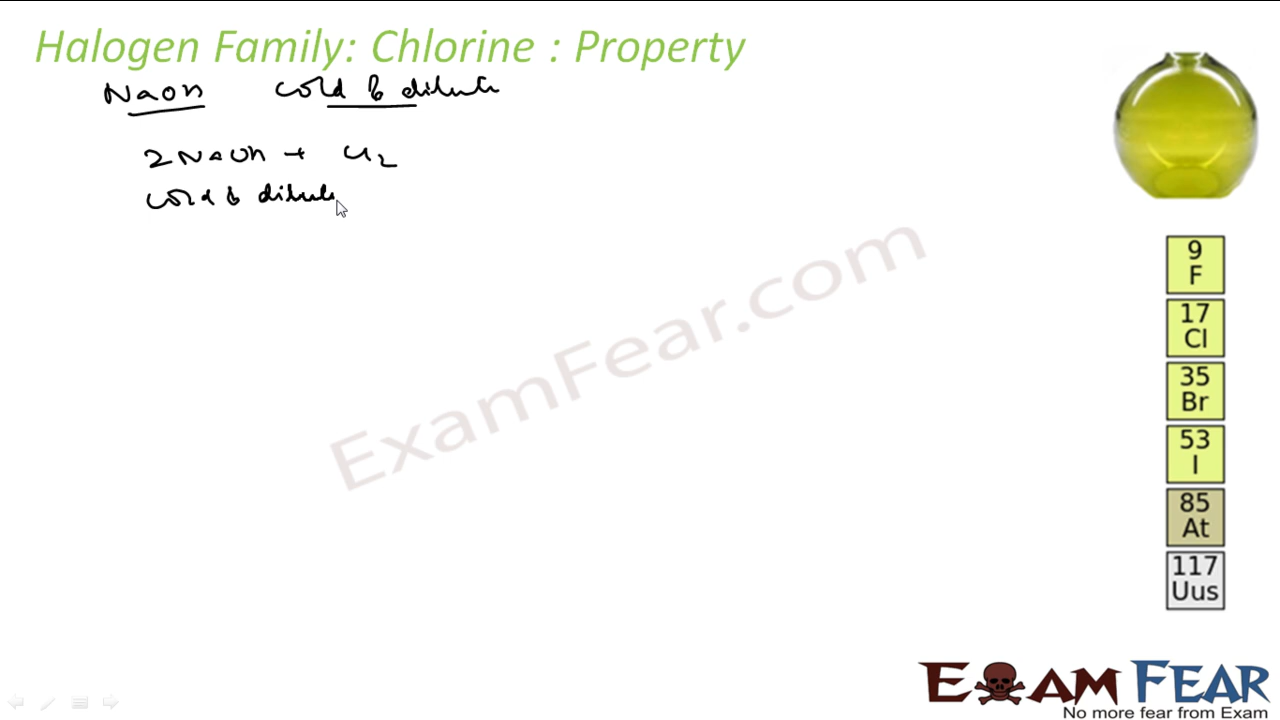 Halogen Family: Chlorine : Property
NaOH cold & dilute
2NaOH + Cl2
cold & dilute
ExamFear.com
9
F
17
Cl
35
Br
53
I
85
At
117
Uus
EXAM FEAR
No more fear from Exam